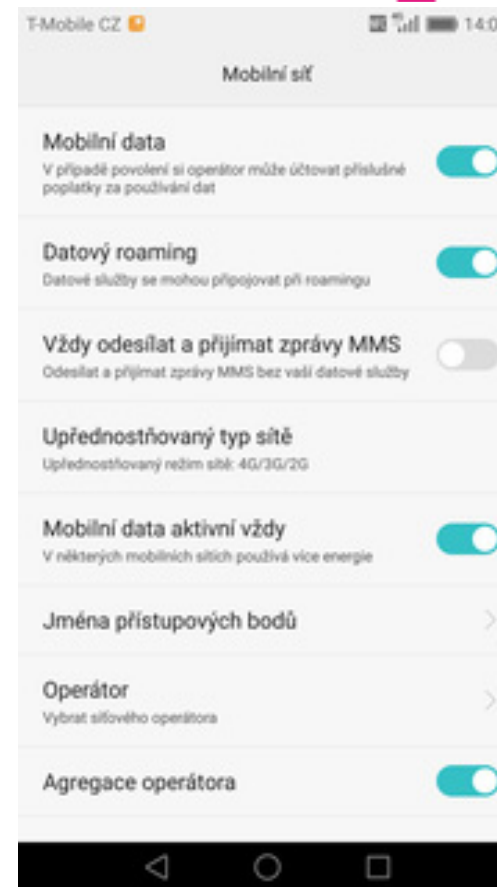 T-Mobile CZ
14:0
Mobilní síť
Mobilní data
V případě povolení si operátor může účtovat příslušné
poplatky za používání dat
Datový roaming
Datové služby se mohou připojovat při roamingu
Vždy odesílat a přijímat zprávy MMS
Odesílat a přijímat zprávy MMS bez vaší datové služby
Upřednostňovaný typ sítě
Upřednostňovaný režim sítě: 4G/3G/2G
Mobilní data aktivní vždy
V některých mobilních sítích používá více energie
Jména přístupových bodů
Operátor
Vybrat síťového operátora
Agregace operátora